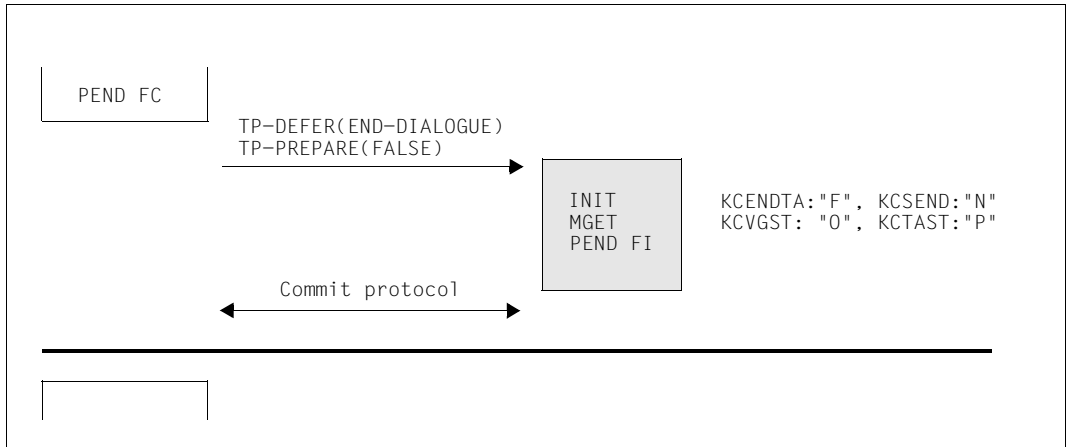 PEND FC
TP-DEFER(END-DIALOGUE)
TP-PREPARE(FALSE)
INIT KCENDTA:"F", KCSEND:"N"
MGET KCVGST: "O", KCTAST:"P"
PEND FI
Commit protocol